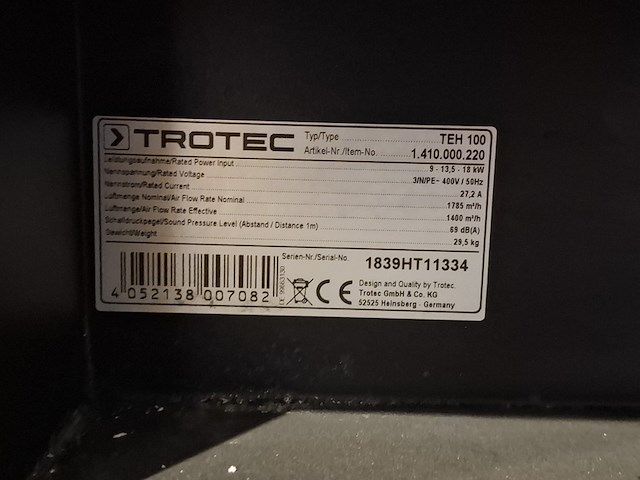 TROTEC Typ/Type TEH 100
Artikel-Nr./Item-No. 1.410.000.220
Leistungsaufnahme/Rated Power Input 9 - 13,5 - 18 kW
Nennspannung/Rated Voltage 3/N/PE~ 400V / 50Hz
Nennstrom/Rated Current 27,2 A
Luftmenge Nominal/Air Flow Rate Nominal 1785 m³/h
Luftmenge/Air Flow Rate Effective 1400 m³/h
Schalldruckpegel/Sound Pressure Level (Abstand / Distance 1m) 69 dB(A)
Gewicht/Weight 29,5 kg
Serien-Nr./Serial-No. 1839HT11334
4 052138 007082
CE
Design and Quality by Trotec
Trotec GmbH & Co. KG
52525 Heinsberg - Germany